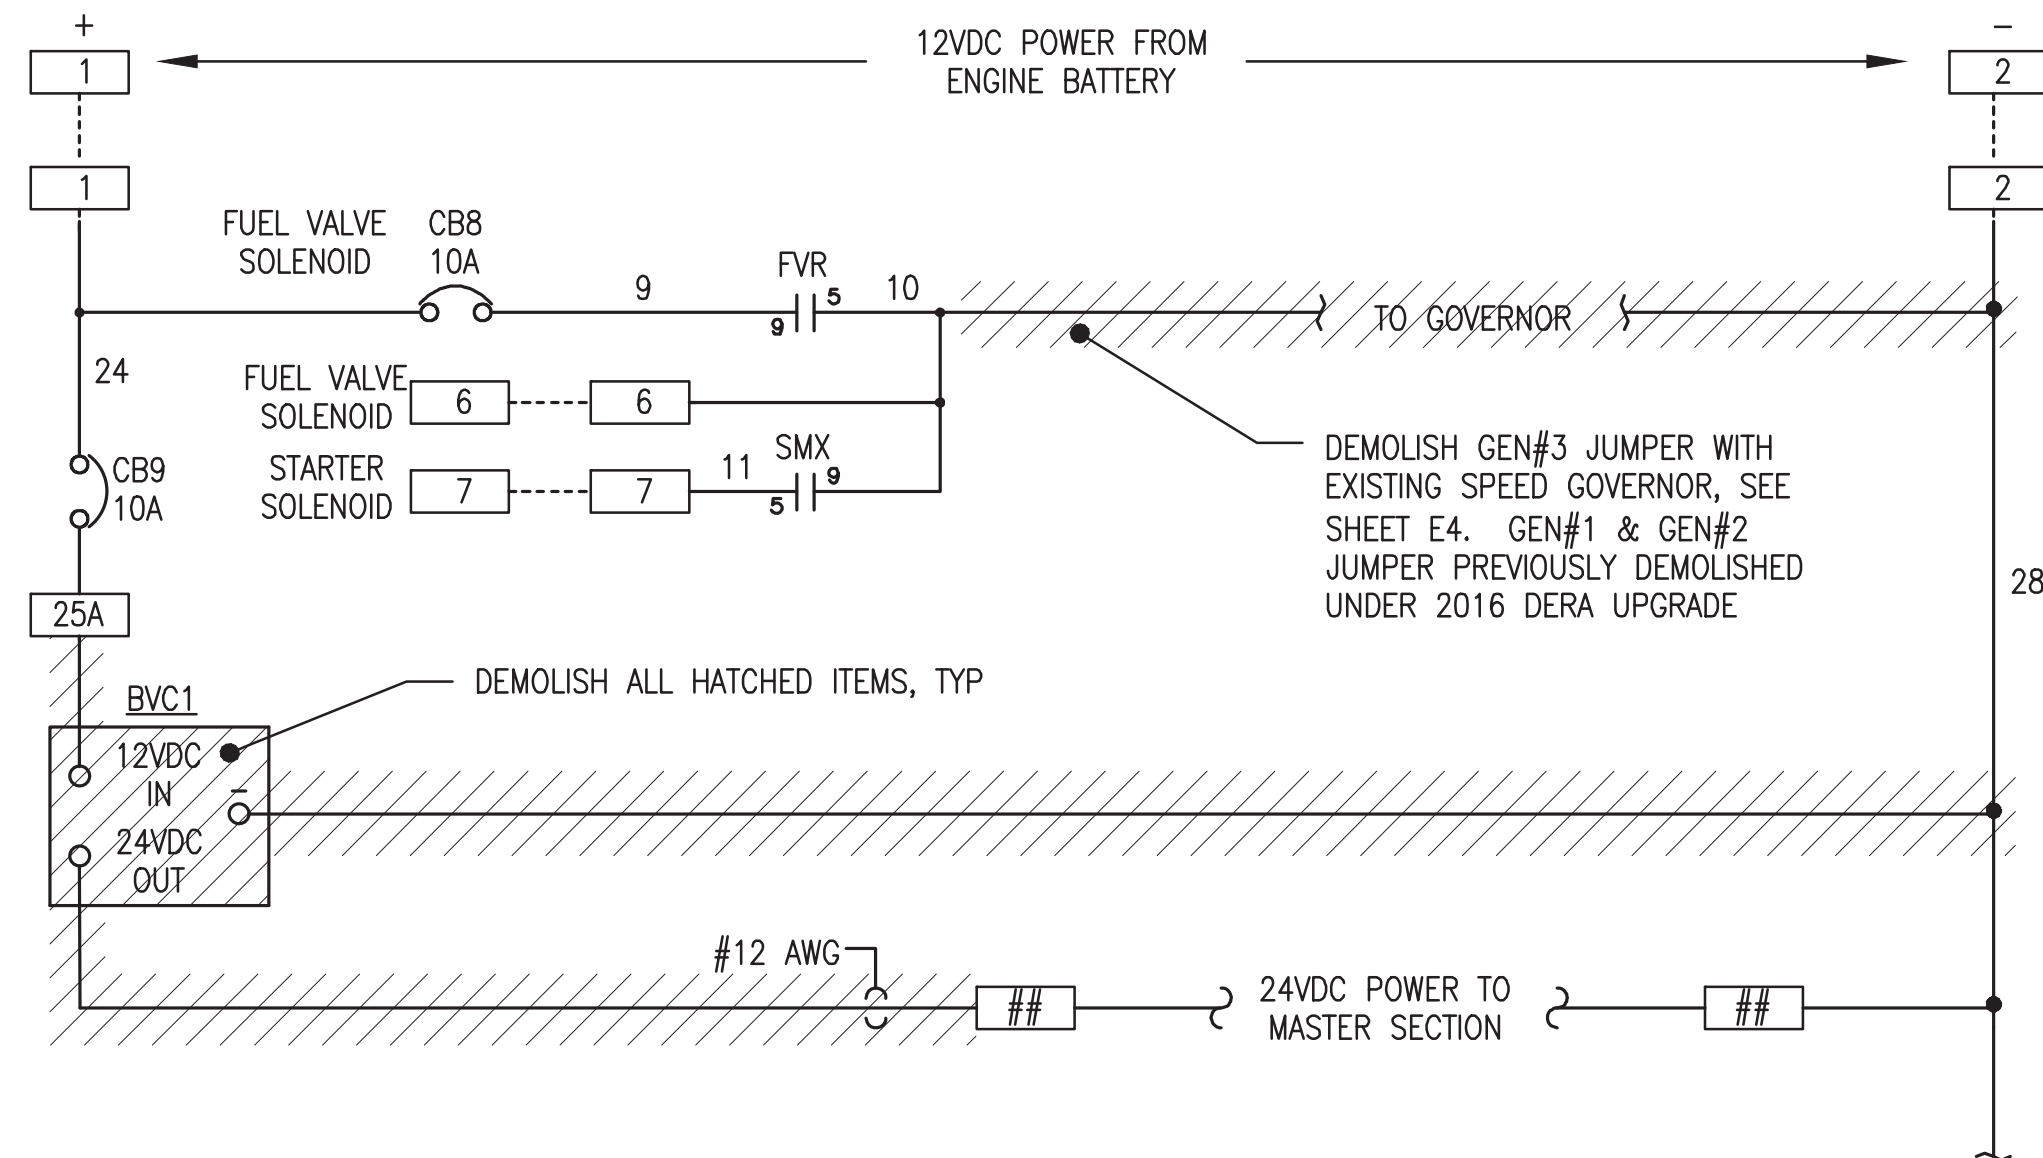 +
12VDC POWER FROM
ENGINE BATTERY
−
1
2
1
2
FUEL VALVE
SOLENOID
CB8
10A
9
FVR
9
5
10
TO GOVERNOR
24
FUEL VALVE
SOLENOID
6
6
STARTER
SOLENOID
7
7
11
SMX
5
9
CB9
10A
DEMOLISH GEN#3 JUMPER WITH
EXISTING SPEED GOVERNOR, SEE
SHEET E4. GEN#1 & GEN#2
JUMPER PREVIOUSLY DEMOLISHED
UNDER 2016 DERA UPGRADE
28
25A
DEMOLISH ALL HATCHED ITEMS, TYP
BVC1
12VDC
IN
−
24VDC
OUT
#12 AWG
##
24VDC POWER TO
MASTER SECTION
##